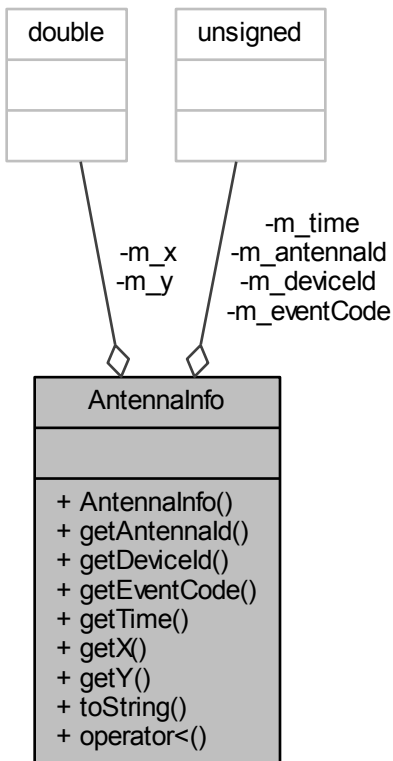 double
unsigned
-m_x
-m_y
-m_time
-m_antennaId
-m_deviceId
-m_eventCode
AntennaInfo
+ AntennaInfo()
+ getAntennaId()
+ getDeviceId()
+ getEventCode()
+ getTime()
+ getX()
+ getY()
+ toString()
+ operator<()